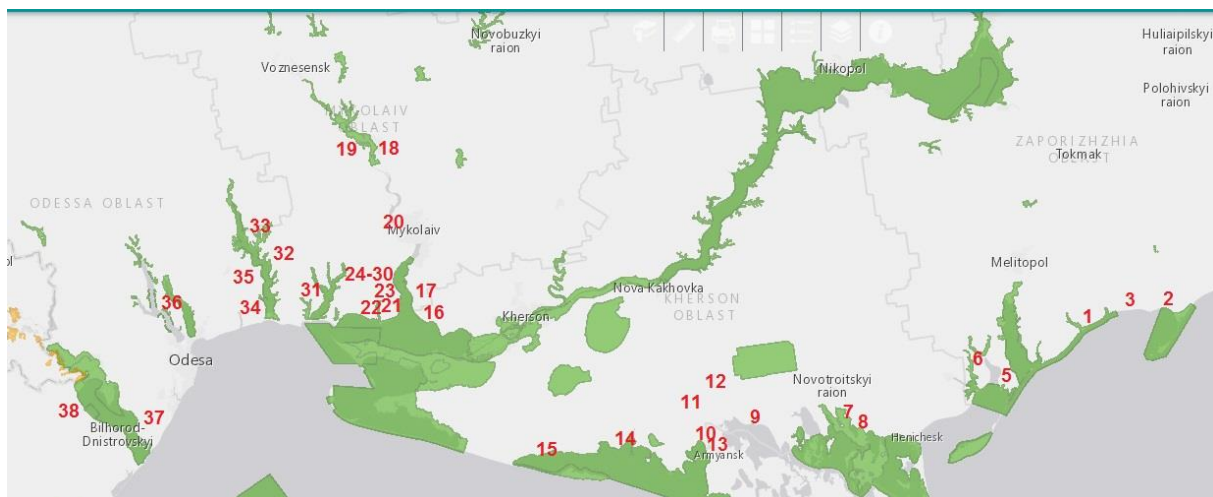 Novobuzkyi
raion
Huliaipilskyi
raion
Voznesensk
Nikopol
Polohivskyi
raion
MYKOLAIV
OBLAST
19
18
ZAPORIZHZHIA
OBLAST
Tokmak
ODESSA OBLAST
33
20
Mykolaiv
32
Melitopol
35
24-30
31
23
17
Nova Kakhovka
KHERSON
OBLAST
36
34
22
21
16
Kherson
3
2
1
Odesa
6
5
12
Novotroitskyi
raion
38
37
Bilhorod-
Dnistrovskyi
11
9
7
8
10
13
Armyansk
Henichesk
15
14